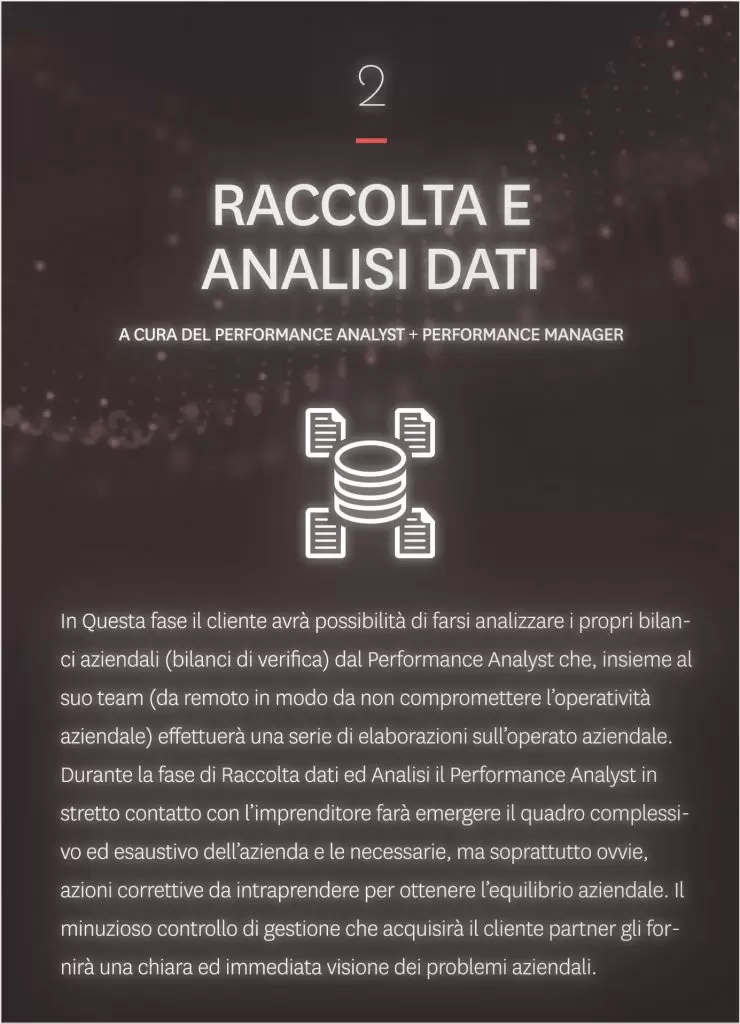 2
RACCOLTA E
ANALISI DATI
A CURA DEL PERFORMANCE ANALYST + PERFORMANCE MANAGER
In Questa fase il cliente avrà possibilità di farsi analizzare i propri bilan-
ci aziendali (bilanci di verifica) dal Performance Analyst che, insieme al
suo team (da remoto in modo da non compromettere l'operatività
aziendale) effettuerà una serie di elaborazioni sull'operato aziendale.
Durante la fase di Raccolta dati ed Analisi il Performance Analyst in
stretto contatto con l'imprenditore farà emergere il quadro complessi-
vo ed esaustivo dell'azienda e le necessarie, ma soprattutto ovvie,
azioni correttive da intraprendere per ottenere l'equilibrio aziendale. Il
minuzioso controllo di gestione che acquisirà il cliente partner gli for-
nirà una chiara ed immediata visione dei problemi aziendali.